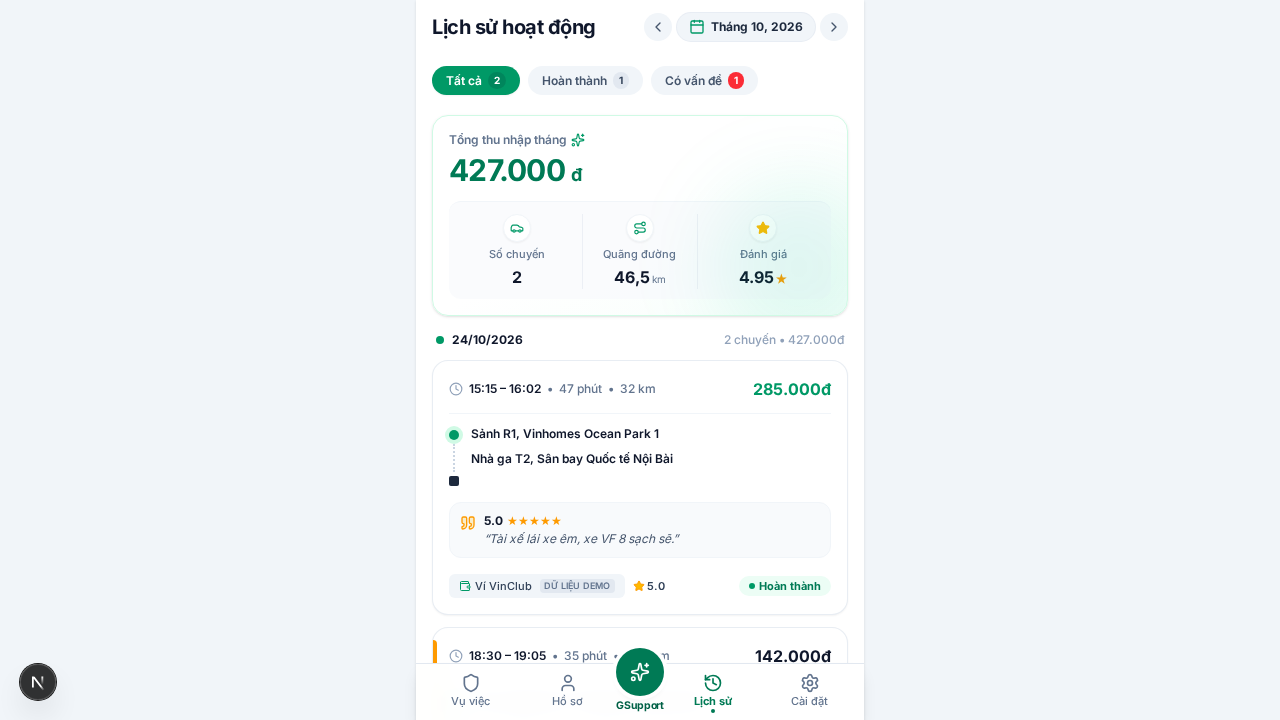 Lịch sử hoạt động
Tháng 10, 2026
Tất cả 2
Hoàn thành 1
Có vấn đề 1
Tổng thu nhập tháng
427.000 đ
Số chuyến
2
Quãng đường
46,5 km
Đánh giá
4.95 ★
24/10/2026
2 chuyến • 427.000đ
15:15 – 16:02 • 47 phút • 32 km
285.000đ
Sảnh R1, Vinhomes Ocean Park 1
Nhà ga T2, Sân bay Quốc tế Nội Bài
5.0 ★★★★★
“Tài xế lái xe êm, xe VF 8 sạch sẽ.”
Ví VinClub DỮ LIỆU DEMO
5.0
Hoàn thành
18:30 – 19:05 • 35 phút •
142.000đ
Vụ việc
Hồ sơ
GSupport
Lịch sử
Cài đặt
N